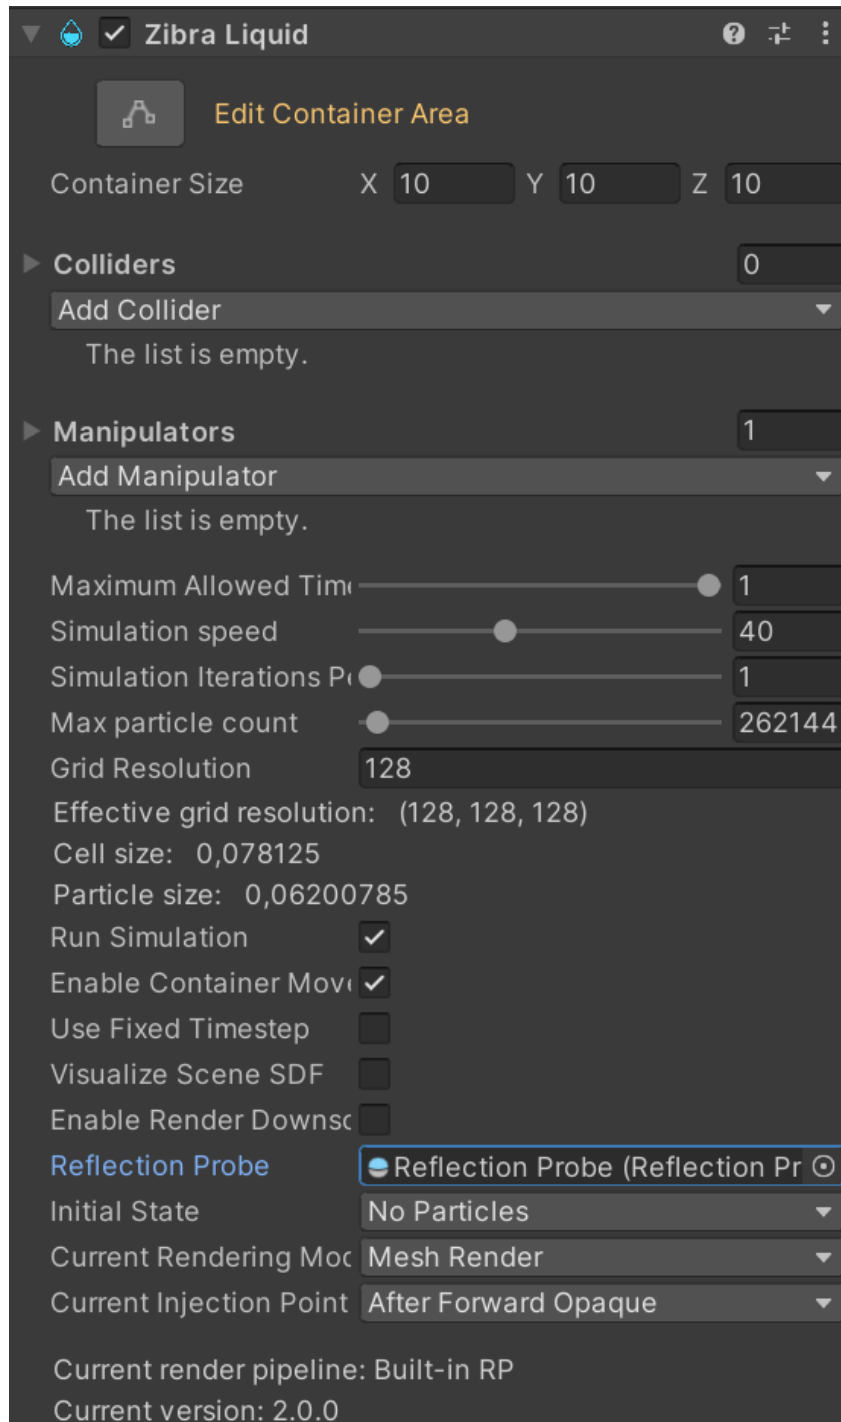 Zibra Liquid
Edit Container Area
Container Size X 10 Y 10 Z 10
Colliders 0
Add Collider
The list is empty.
Manipulators 1
Add Manipulator
The list is empty.
Maximum Allowed Time 1
Simulation speed 40
Simulation Iterations Pe 1
Max particle count 262144
Grid Resolution 128
Effective grid resolution: (128, 128, 128)
Cell size: 0,078125
Particle size: 0,06200785
Run Simulation
Enable Container Move
Use Fixed Timestep
Visualize Scene SDF
Enable Render Downsc
Reflection Probe Reflection Probe (Reflection Pr
Initial State No Particles
Current Rendering Moc Mesh Render
Current Injection Point After Forward Opaque
Current render pipeline: Built-in RP
Current version: 2.0.0